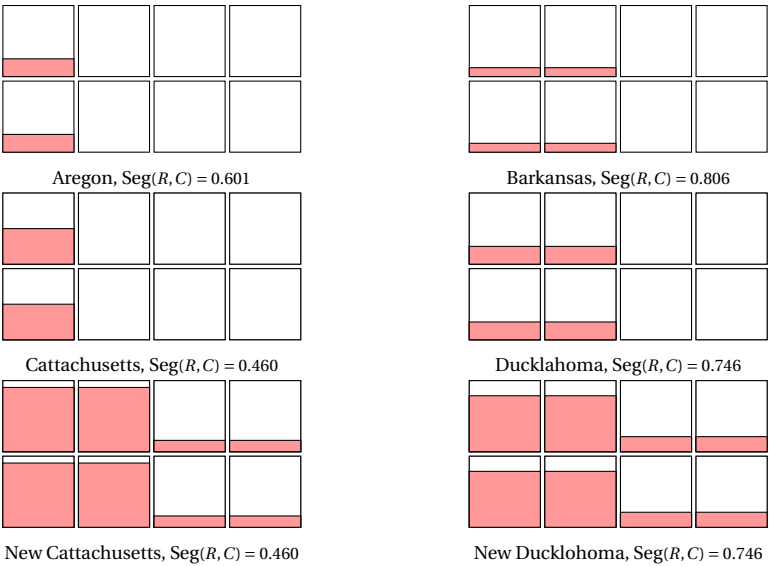 Aregon, Seg(R, C) = 0.601
Barkansas, Seg(R, C) = 0.806
Cattachusetts, Seg(R, C) = 0.460
Ducklahoma, Seg(R, C) = 0.746
New Cattachusetts, Seg(R, C) = 0.460
New Ducklohoma, Seg(R, C) = 0.746